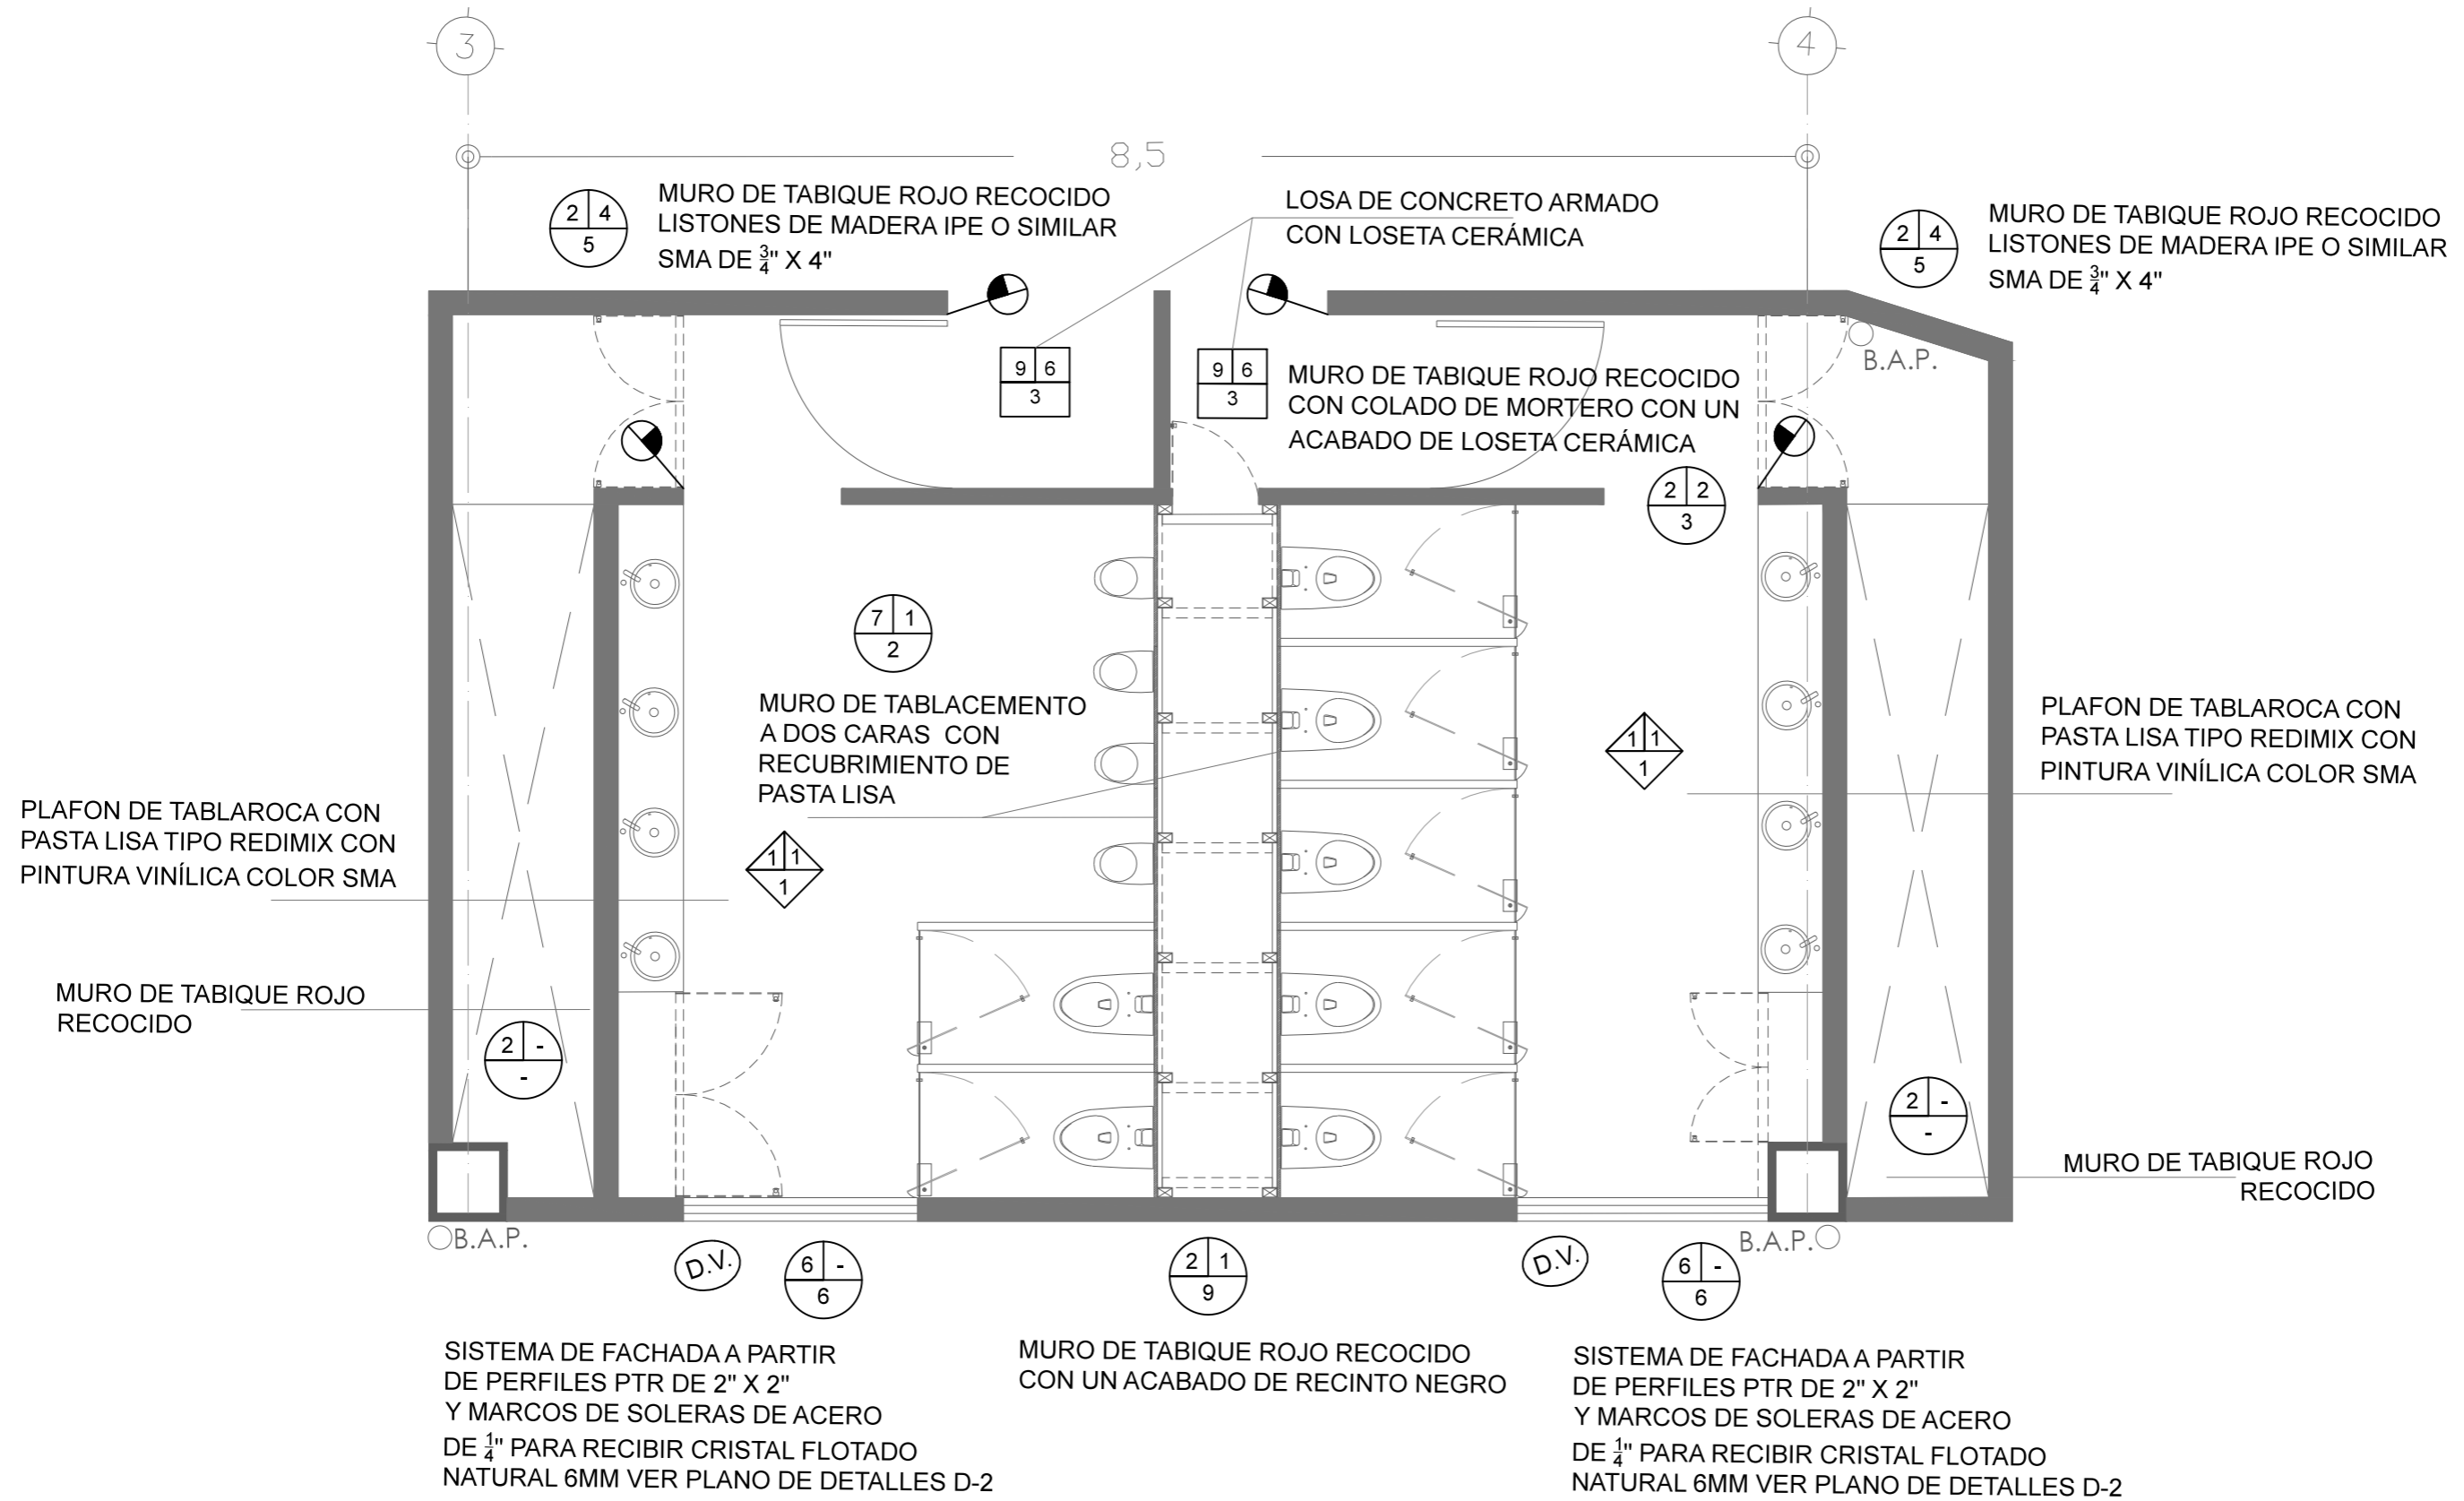 3
4
8,5
2 4
5
MURO DE TABIQUE ROJO RECOCIDO
LISTONES DE MADERA IPE O SIMILAR
SMA DE 3/4" X 4"
LOSA DE CONCRETO ARMADO
CON LOSETA CERÁMICA
2 4
5
MURO DE TABIQUE ROJO RECOCIDO
LISTONES DE MADERA IPE O SIMILAR
SMA DE 3/4" X 4"
B.A.P.
9 6
3
9 6
3
MURO DE TABIQUE ROJO RECOCIDO
CON COLADO DE MORTERO CON UN
ACABADO DE LOSETA CERÁMICA
2 2
3
7 1
2
MURO DE TABLACEMENTO
A DOS CARAS CON
RECUBRIMIENTO DE
PASTA LISA
1 1
1
PLAFON DE TABLAROCA CON
PASTA LISA TIPO REDIMIX CON
PINTURA VINÍLICA COLOR SMA
PLAFON DE TABLAROCA CON
PASTA LISA TIPO REDIMIX CON
PINTURA VINÍLICA COLOR SMA
1 1
1
MURO DE TABIQUE ROJO
RECOCIDO
2 -
-
2 -
-
MURO DE TABIQUE ROJO
RECOCIDO
B.A.P.
B.A.P.
D.V.
6 -
6
2 1
9
D.V.
6 -
6
SISTEMA DE FACHADA A PARTIR
DE PERFILES PTR DE 2" X 2"
Y MARCOS DE SOLERAS DE ACERO
DE 1/4" PARA RECIBIR CRISTAL FLOTADO
NATURAL 6MM VER PLANO DE DETALLES D-2
MURO DE TABIQUE ROJO RECOCIDO
CON UN ACABADO DE RECINTO NEGRO
SISTEMA DE FACHADA A PARTIR
DE PERFILES PTR DE 2" X 2"
Y MARCOS DE SOLERAS DE ACERO
DE 1/4" PARA RECIBIR CRISTAL FLOTADO
NATURAL 6MM VER PLANO DE DETALLES D-2